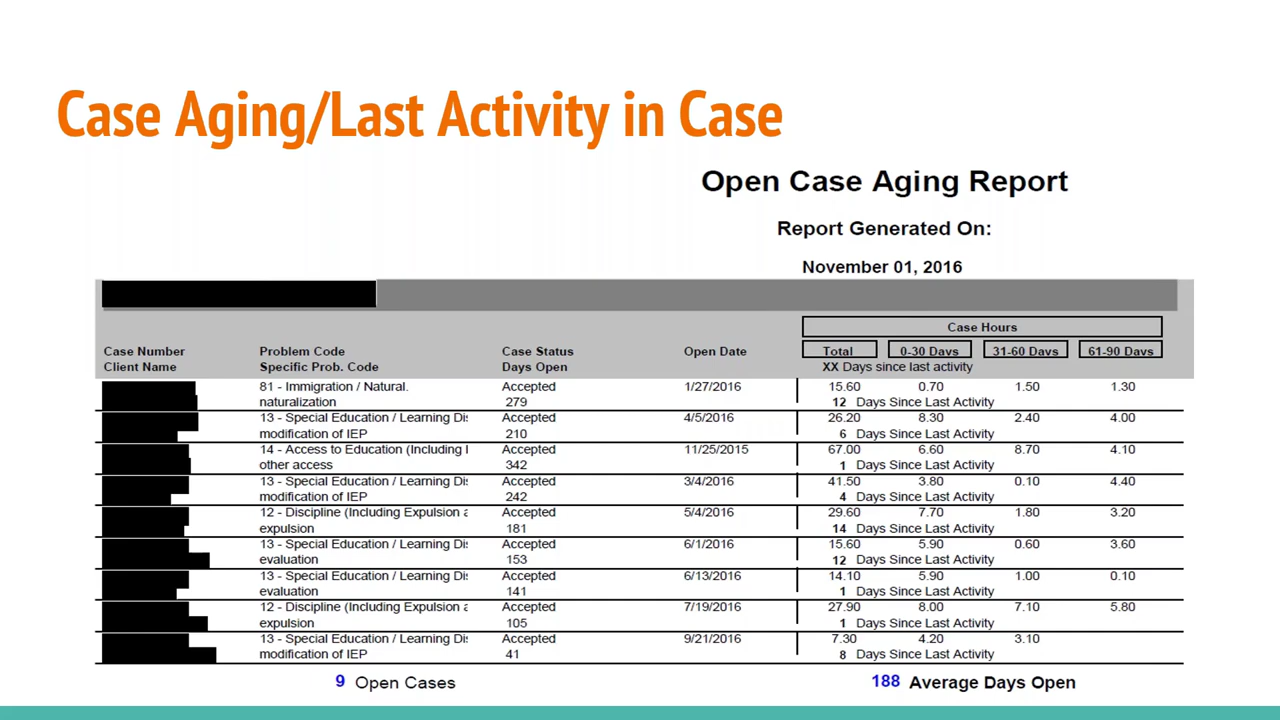 Case Aging/Last Activity in Case
Open Case Aging Report
Report Generated On:
November 01, 2016
Case Hours
Case Number Problem Code Case Status Open Date Total 0-30 Days 31-60 Days 61-90 Days
Client Name Specific Prob. Code Days Open XX Days since last activity
81 - Immigration / Natural. Accepted 1/27/2016 15.60 0.70 1.50 1.30
naturalization 279 12 Days Since Last Activity
13 - Special Education / Learning Di Accepted 4/5/2016 26.20 8.30 2.40 4.00
modification of IEP 210 6 Days Since Last Activity
14 - Access to Education (Including Accepted 11/25/2015 67.00 6.60 8.70 4.10
other access 342 1 Days Since Last Activity
13 - Special Education / Learning Di Accepted 3/4/2016 41.50 3.80 0.10 4.40
modification of IEP 242 4 Days Since Last Activity
12 - Discipline (Including Expulsion a Accepted 5/4/2016 29.60 7.70 1.80 3.20
expulsion 181 14 Days Since Last Activity
13 - Special Education / Learning Di Accepted 6/1/2016 15.60 5.90 0.60 3.60
evaluation 153 12 Days Since Last Activity
13 - Special Education / Learning Di Accepted 6/13/2016 14.10 5.90 1.00 0.10
evaluation 141 1 Days Since Last Activity
12 - Discipline (Including Expulsion a Accepted 7/19/2016 27.90 8.00 7.10 5.80
expulsion 105 1 Days Since Last Activity
13 - Special Education / Learning Di Accepted 9/21/2016 7.30 4.20 3.10
modification of IEP 41 8 Days Since Last Activity
9 Open Cases 188 Average Days Open